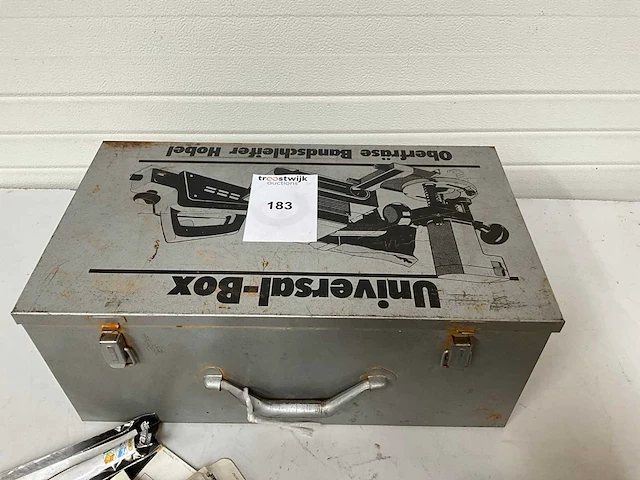 Oberfräse Bandschleifer Hobel
troostwijk
auctions
183
Universal-Box